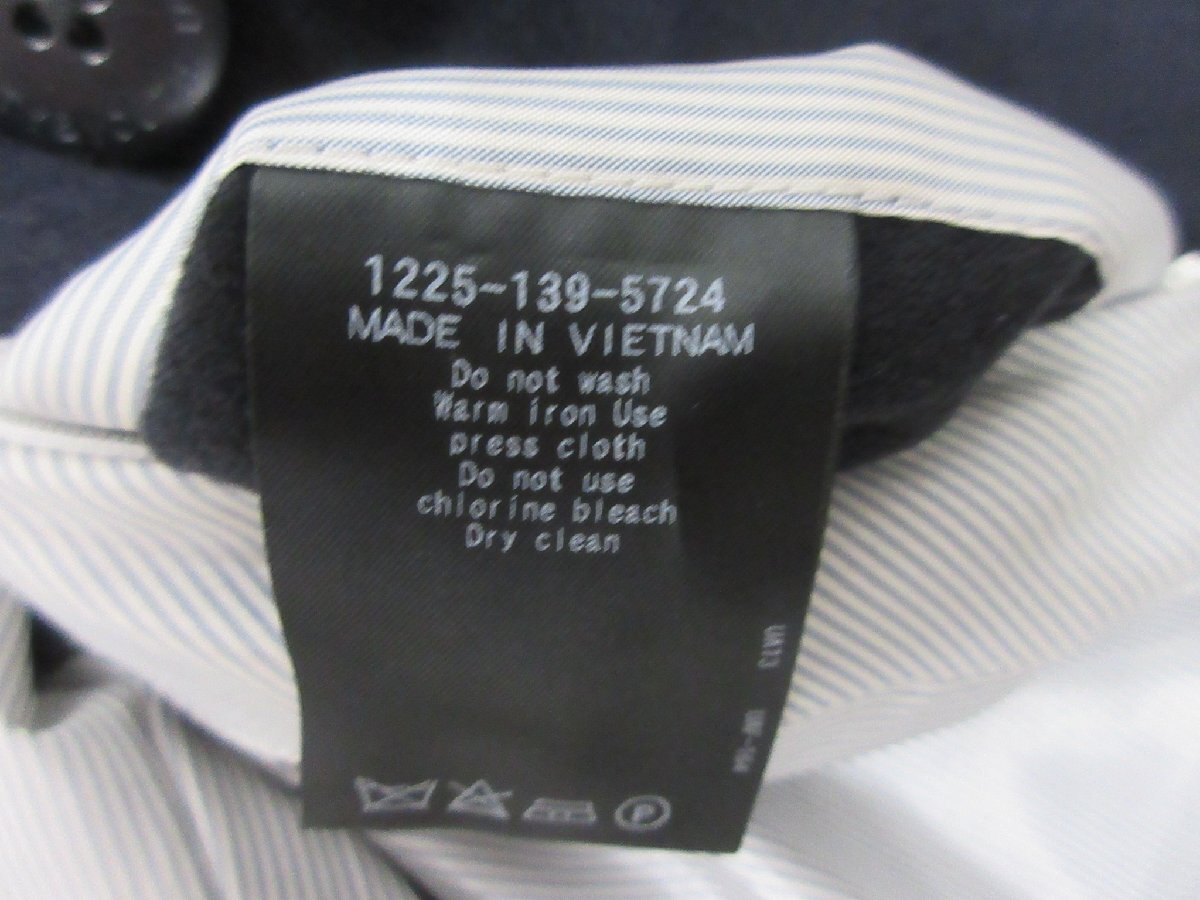 1225-139-5724
MADE IN VIETNAM
Do not wash
Warm iron Use
press cloth
Do not use
chlorine bleach
Dry clean
P